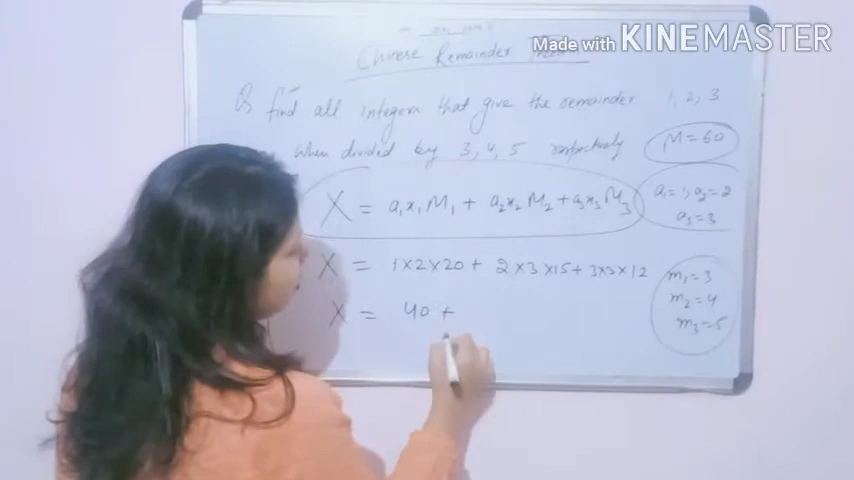 Made with KINEMASTER
Chinese Remainder
Q find all integers that give the remainder 1, 2, 3
when divided by 3, 4, 5 respectively
M = 60
X = a₁x₁M₁ + a₂x₂M₂ + a₃x₃M₃
a₁ = 1, a₂ = 2
a₃ = 3
X = 1×2×20 + 2×3×15 + 3×3×12
m₁ = 3
m₂ = 4
m₃ = 5
X = 40 +